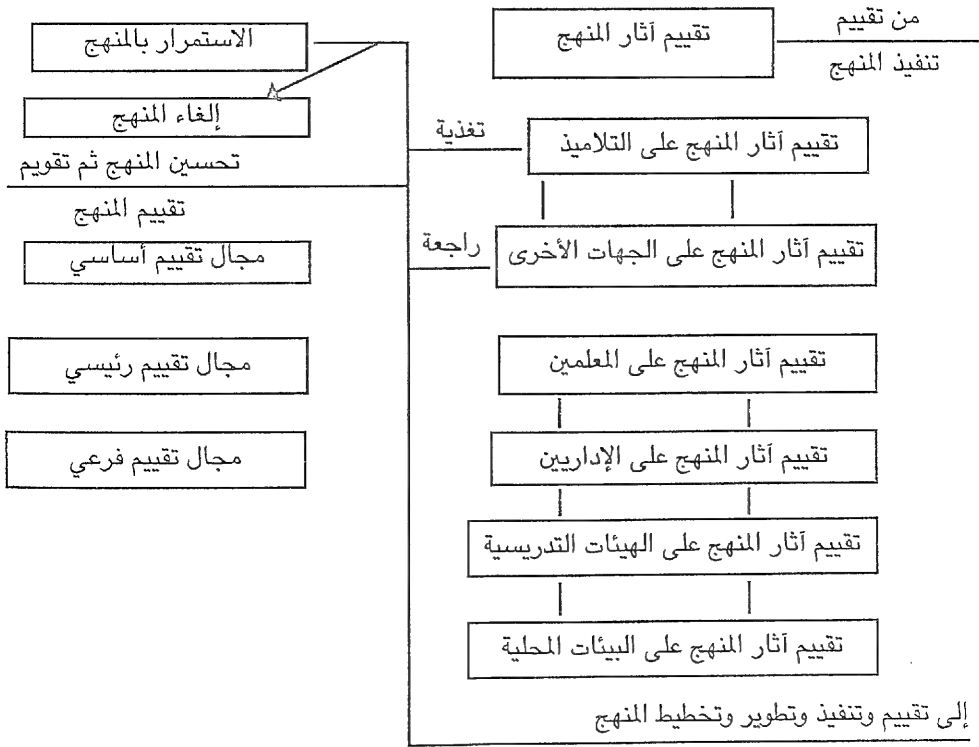 من تقييم
تنفيذ المنهج
تقييم آثار المنهج
تقييم آثار المنهج على التلاميذ
تقييم آثار المنهج على الجهات الأخرى
تقييم آثار المنهج على المعلمين
تقييم آثار المنهج على الإداريين
تقييم آثار المنهج على الهيئات التدريسية
تقييم آثار المنهج على البيئات المحلية
إلى تقييم وتنفيذ وتطوير وتخطيط المنهج
تغذية
راجعة
الاستمرار بالمنهج
إلغاء المنهج
تحسين المنهج ثم تقويم
تقييم المنهج
مجال تقييم أساسي
مجال تقييم رئيسي
مجال تقييم فرعي